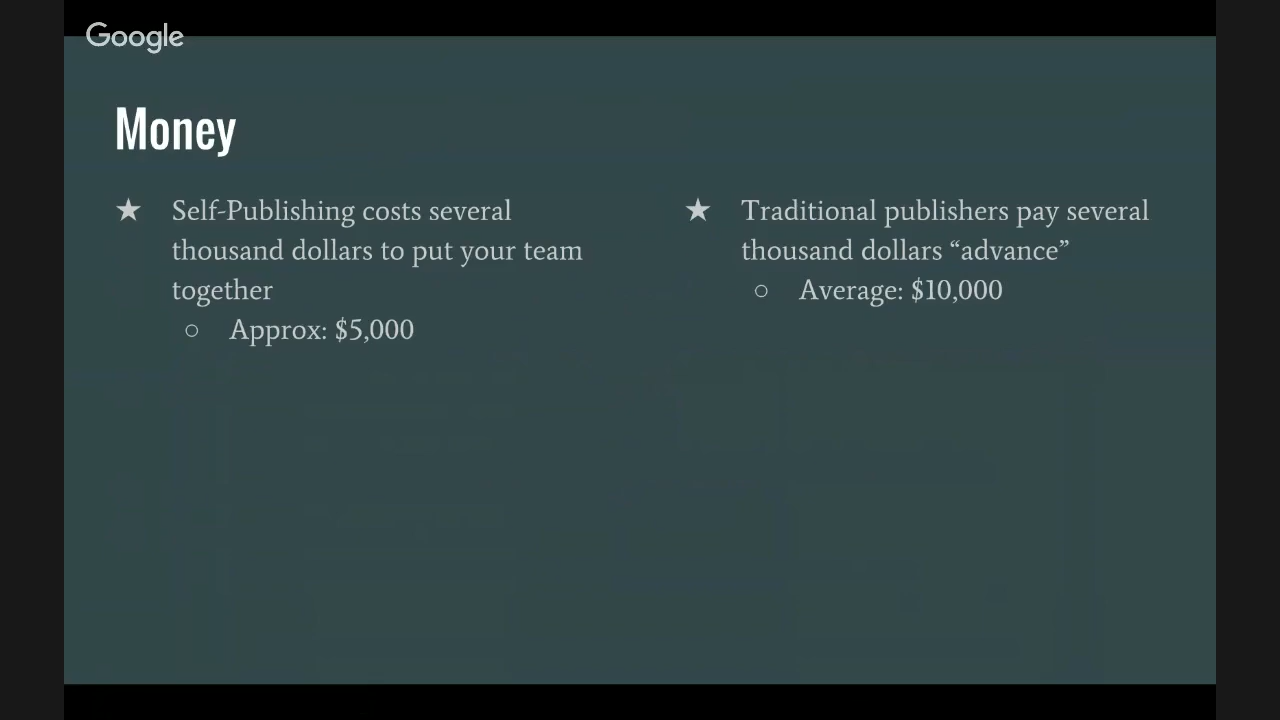 Google
Money
★ Self-Publishing costs several
thousand dollars to put your team
together
○ Approx: $5,000
★ Traditional publishers pay several
thousand dollars “advance”
○ Average: $10,000